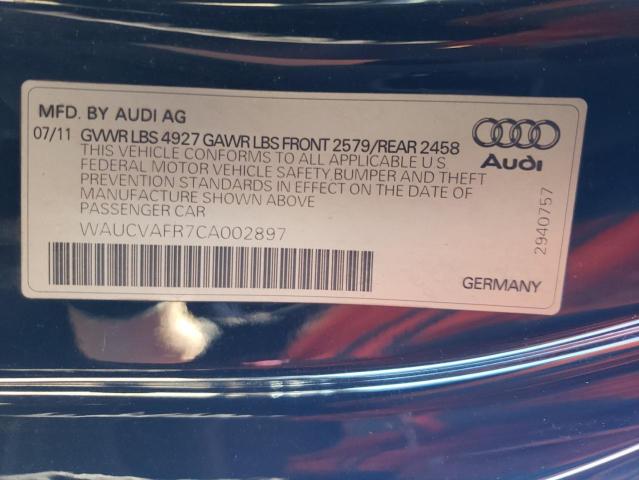 MFD. BY AUDI AG
07/11 GVWR LBS 4927 GAWR LBS FRONT 2579/REAR 2458
THIS VEHICLE CONFORMS TO ALL APPLICABLE U S
FEDERAL MOTOR VEHICLE SAFETY,BUMPER AND THEFT
PREVENTION STANDARDS IN EFFECT ON THE DATE OF
MANUFACTURE SHOWN ABOVE
PASSENGER CAR
WAUCVAFR7CA002897
Audi
2940757
GERMANY